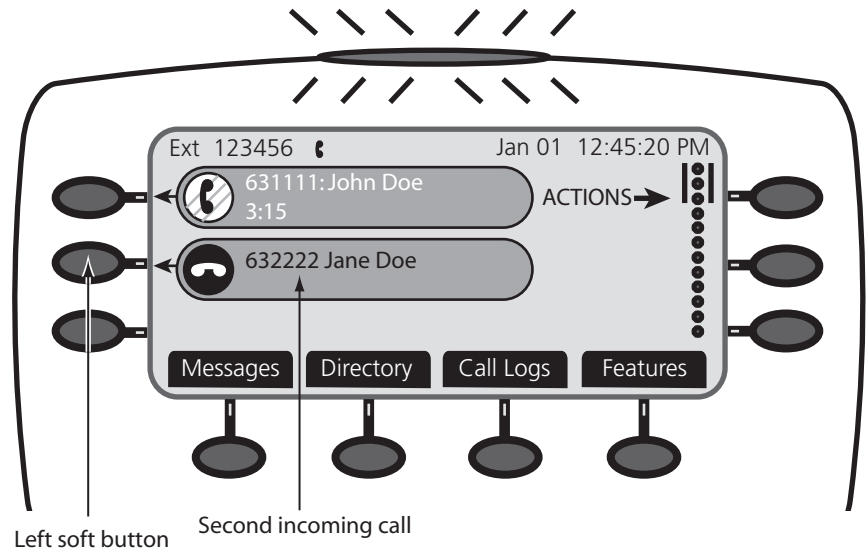 Ext 123456 Jan 01 12:45:20 PM
631111: John Doe
3:15
ACTIONS
632222 Jane Doe
Messages Directory Call Logs Features
Left soft button
Second incoming call